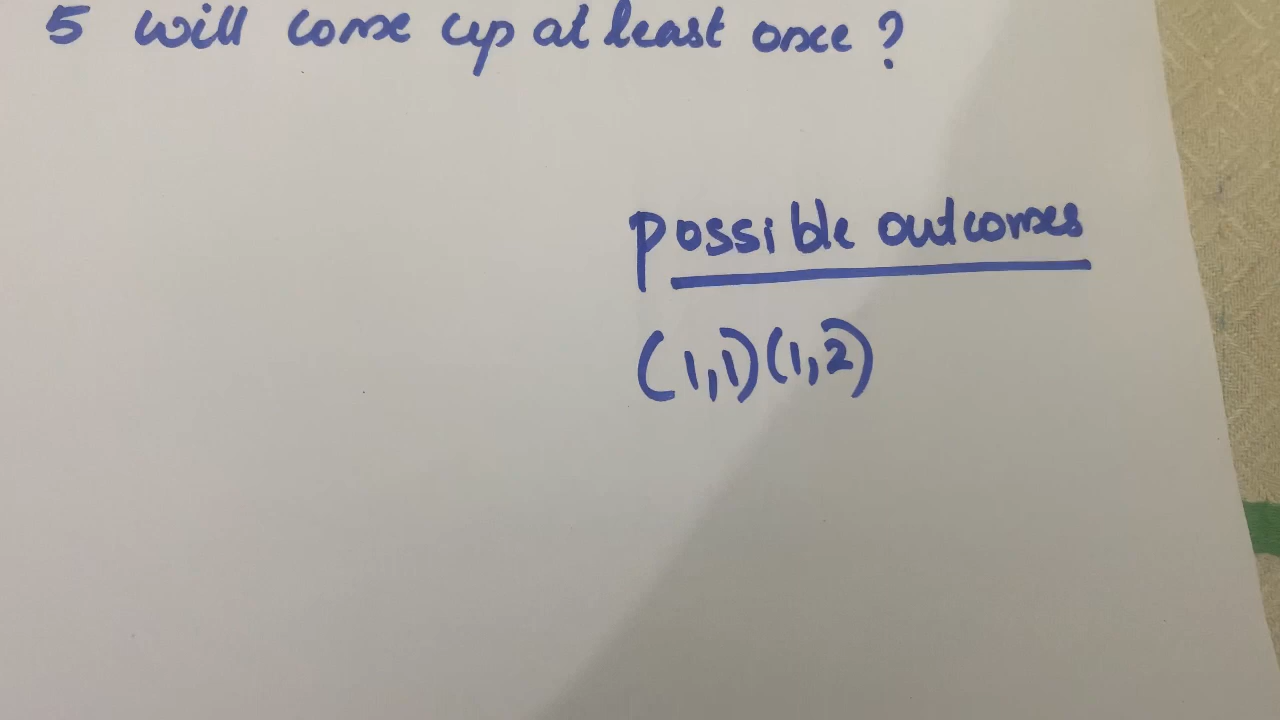 5 will come up at least once?
possible outcomes
(1,1)(1,2)